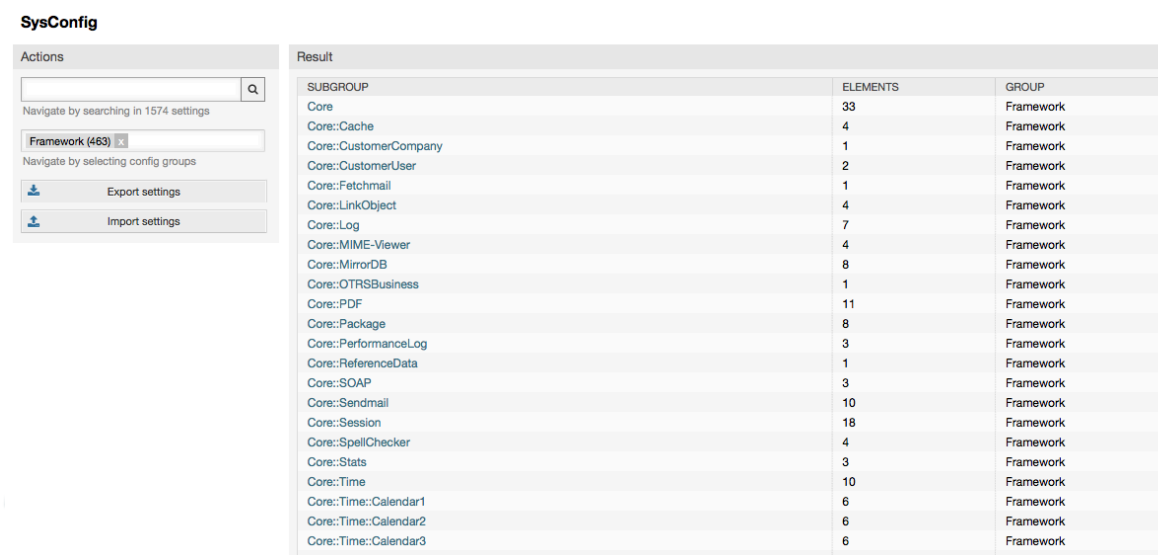 SysConfig
Actions
Navigate by searching in 1574 settings
Framework (463) x
Navigate by selecting config groups
Export settings
Import settings
Result
SUBGROUP ELEMENTS GROUP
Core 33 Framework
Core::Cache 4 Framework
Core::CustomerCompany 1 Framework
Core::CustomerUser 2 Framework
Core::Fetchmail 1 Framework
Core::LinkObject 4 Framework
Core::Log 7 Framework
Core::MIME-Viewer 4 Framework
Core::MirrorDB 8 Framework
Core::OTRSBusiness 1 Framework
Core::PDF 11 Framework
Core::Package 8 Framework
Core::PerformanceLog 3 Framework
Core::ReferenceData 1 Framework
Core::SOAP 3 Framework
Core::Sendmail 10 Framework
Core::Session 18 Framework
Core::SpellChecker 4 Framework
Core::Stats 3 Framework
Core::Time 10 Framework
Core::Time::Calendar1 6 Framework
Core::Time::Calendar2 6 Framework
Core::Time::Calendar3 6 Framework